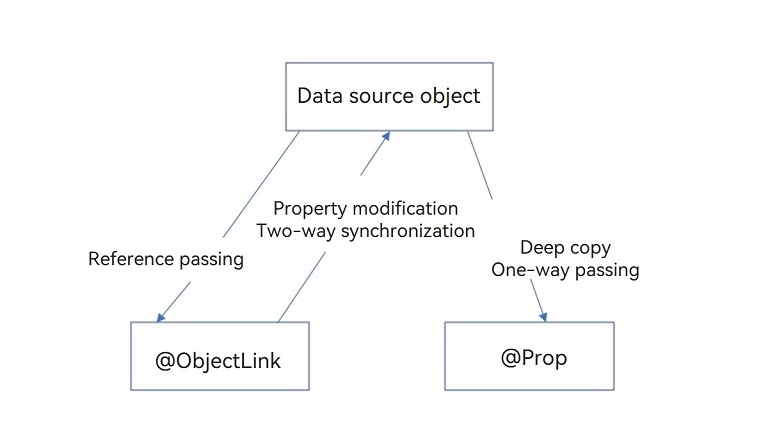 Data source object
Property modification
Two-way synchronization
Reference passing
Deep copy
One-way passing
@ObjectLink
@Prop